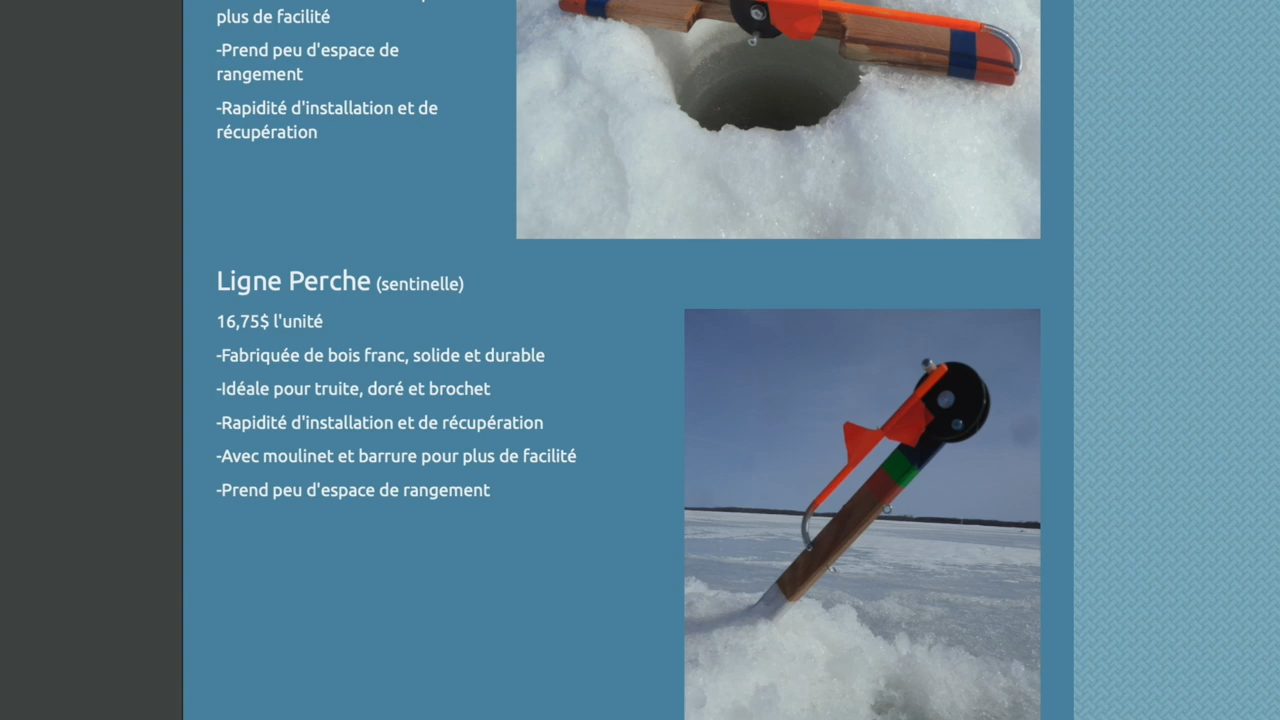 plus de facilité
-Prend peu d'espace de
rangement
-Rapidité d'installation et de
récupération
Ligne Perche (sentinelle)
16,75$ l'unité
-Fabriquée de bois franc, solide et durable
-Idéale pour truite, doré et brochet
-Rapidité d'installation et de récupération
-Avec moulinet et barrure pour plus de facilité
-Prend peu d'espace de rangement